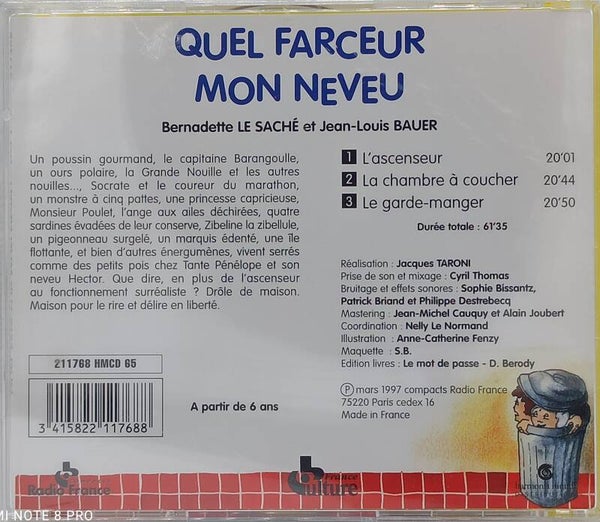 QUEL FARCEUR
MON NEVEU
Bernadette LE SACHÉ et Jean-Louis BAUER
Un poussin gourmand, le capitaine Barangoulle,
un ours polaire, la Grande Nouille et les autres
nouilles..., Socrate et le coureur du marathon,
un monstre à cinq pattes, une princesse capricieuse,
Monsieur Poulet, l'ange aux ailes déchirées, quatre
sardines évadées de leur conserve, Zibeline la zibellule,
un pigeonneau surgelé, un marquis édenté, une île
flottante, et bien d'autres énergumènes, vivent serrés
comme des petits pois chez Tante Pénélope et son
neveu Hector. Que dire, en plus de l'ascenseur
au fonctionnement surréaliste ? Drôle de maison.
Maison pour le rire et délire en liberté.
1 L'ascenseur 20'01
2 La chambre à coucher 20'44
3 Le garde-manger 20'50
Durée totale : 61'35
Réalisation : Jacques TARONI
Prise de son et mixage : Cyril Thomas
Bruitage et effets sonores : Sophie Bissantz,
Patrick Briand et Philippe Destrebecq
Mastering : Jean-Michel Cauquy et Alain Joubert
Coordination : Nelly Le Normand
Illustration : Anne-Catherine Fenzy
Maquette : S.B.
Edition livres : Le mot de passe - D. Berody
℗ mars 1997 compacts Radio France
75220 Paris cedex 16
Made in France
211768 HMCD 65
3 415822 117688
A partir de 6 ans
Radio France
France
Culture
harmonia mundi
MI NOTE 8 PRO